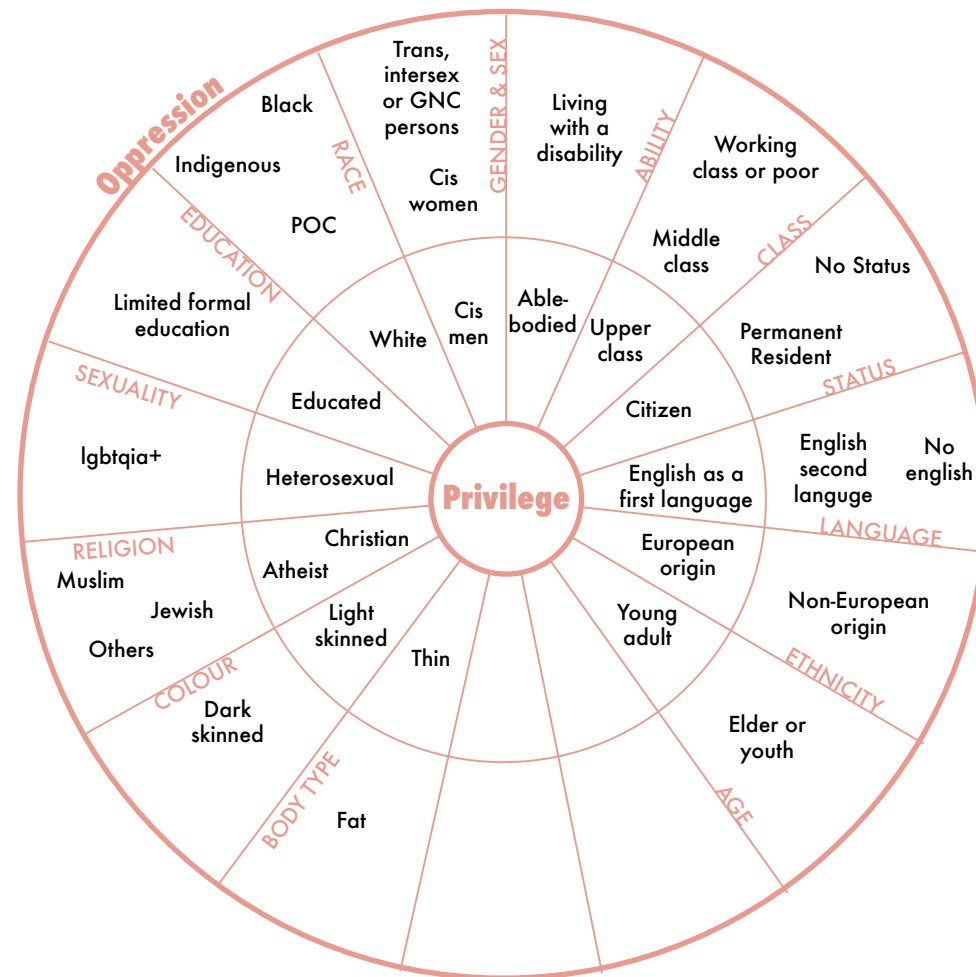 Oppression
Privilege
GENDER & SEX
Trans,
intersex
or GNC
persons
Cis
women
Cis
men
ABILITY
Living
with a
disability
Able-
bodied
CLASS
Working
class or poor
Middle
class
Upper
class
STATUS
No Status
Permanent
Resident
Citizen
LANGUAGE
English
second
languge
No
english
English as a
first language
ETHNICITY
Non-European
origin
European
origin
AGE
Elder or
youth
Young
adult
BODY TYPE
Fat
Thin
COLOUR
Dark
skinned
Light
skinned
RELIGION
Muslim
Jewish
Others
Christian
Atheist
SEXUALITY
lgbtqia+
Heterosexual
EDUCATION
Limited formal
education
Educated
RACE
Black
Indigenous
POC
White